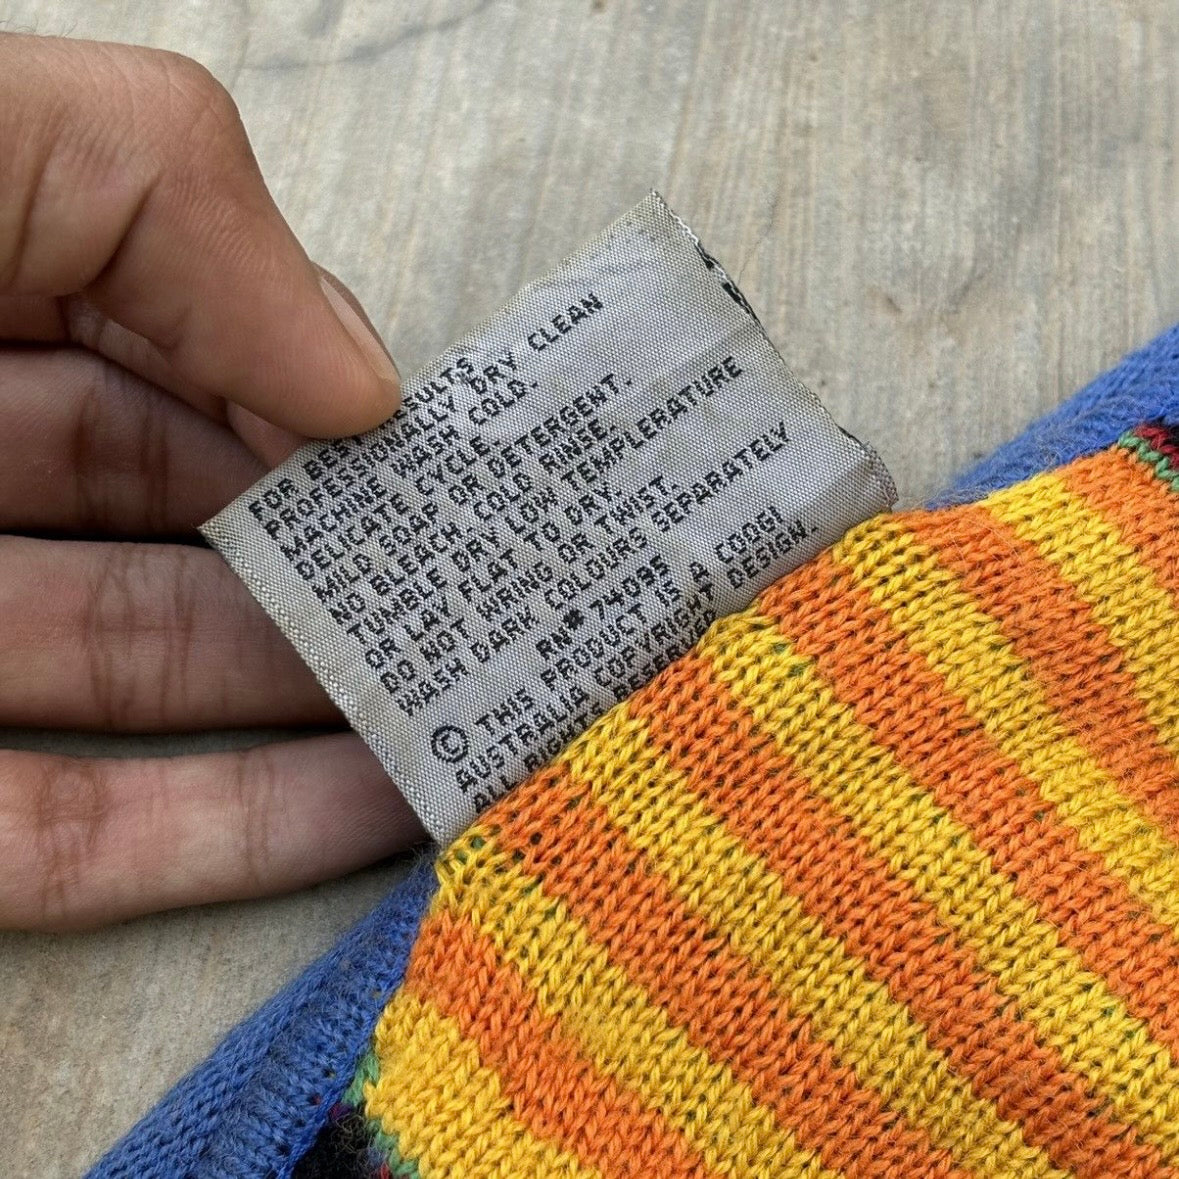 FOR BEST RESULTS
PROFESSIONALLY DRY CLEAN
MACHINE WASH COLD.
DELICATE CYCLE.
MILD SOAP OR DETERGENT.
NO BLEACH. COLD RINSE.
TUMBLE DRY LOW TEMPLERATURE
OR LAY FLAT TO DRY.
DO NOT WRING OR TWIST.
WASH DARK COLOURS SEPARATELY
RN# 74095
© THIS PRODUCT IS A COOGI
AUSTRALIA COPYRIGHT DESIGN.
ALL RIGHTS RESERVED